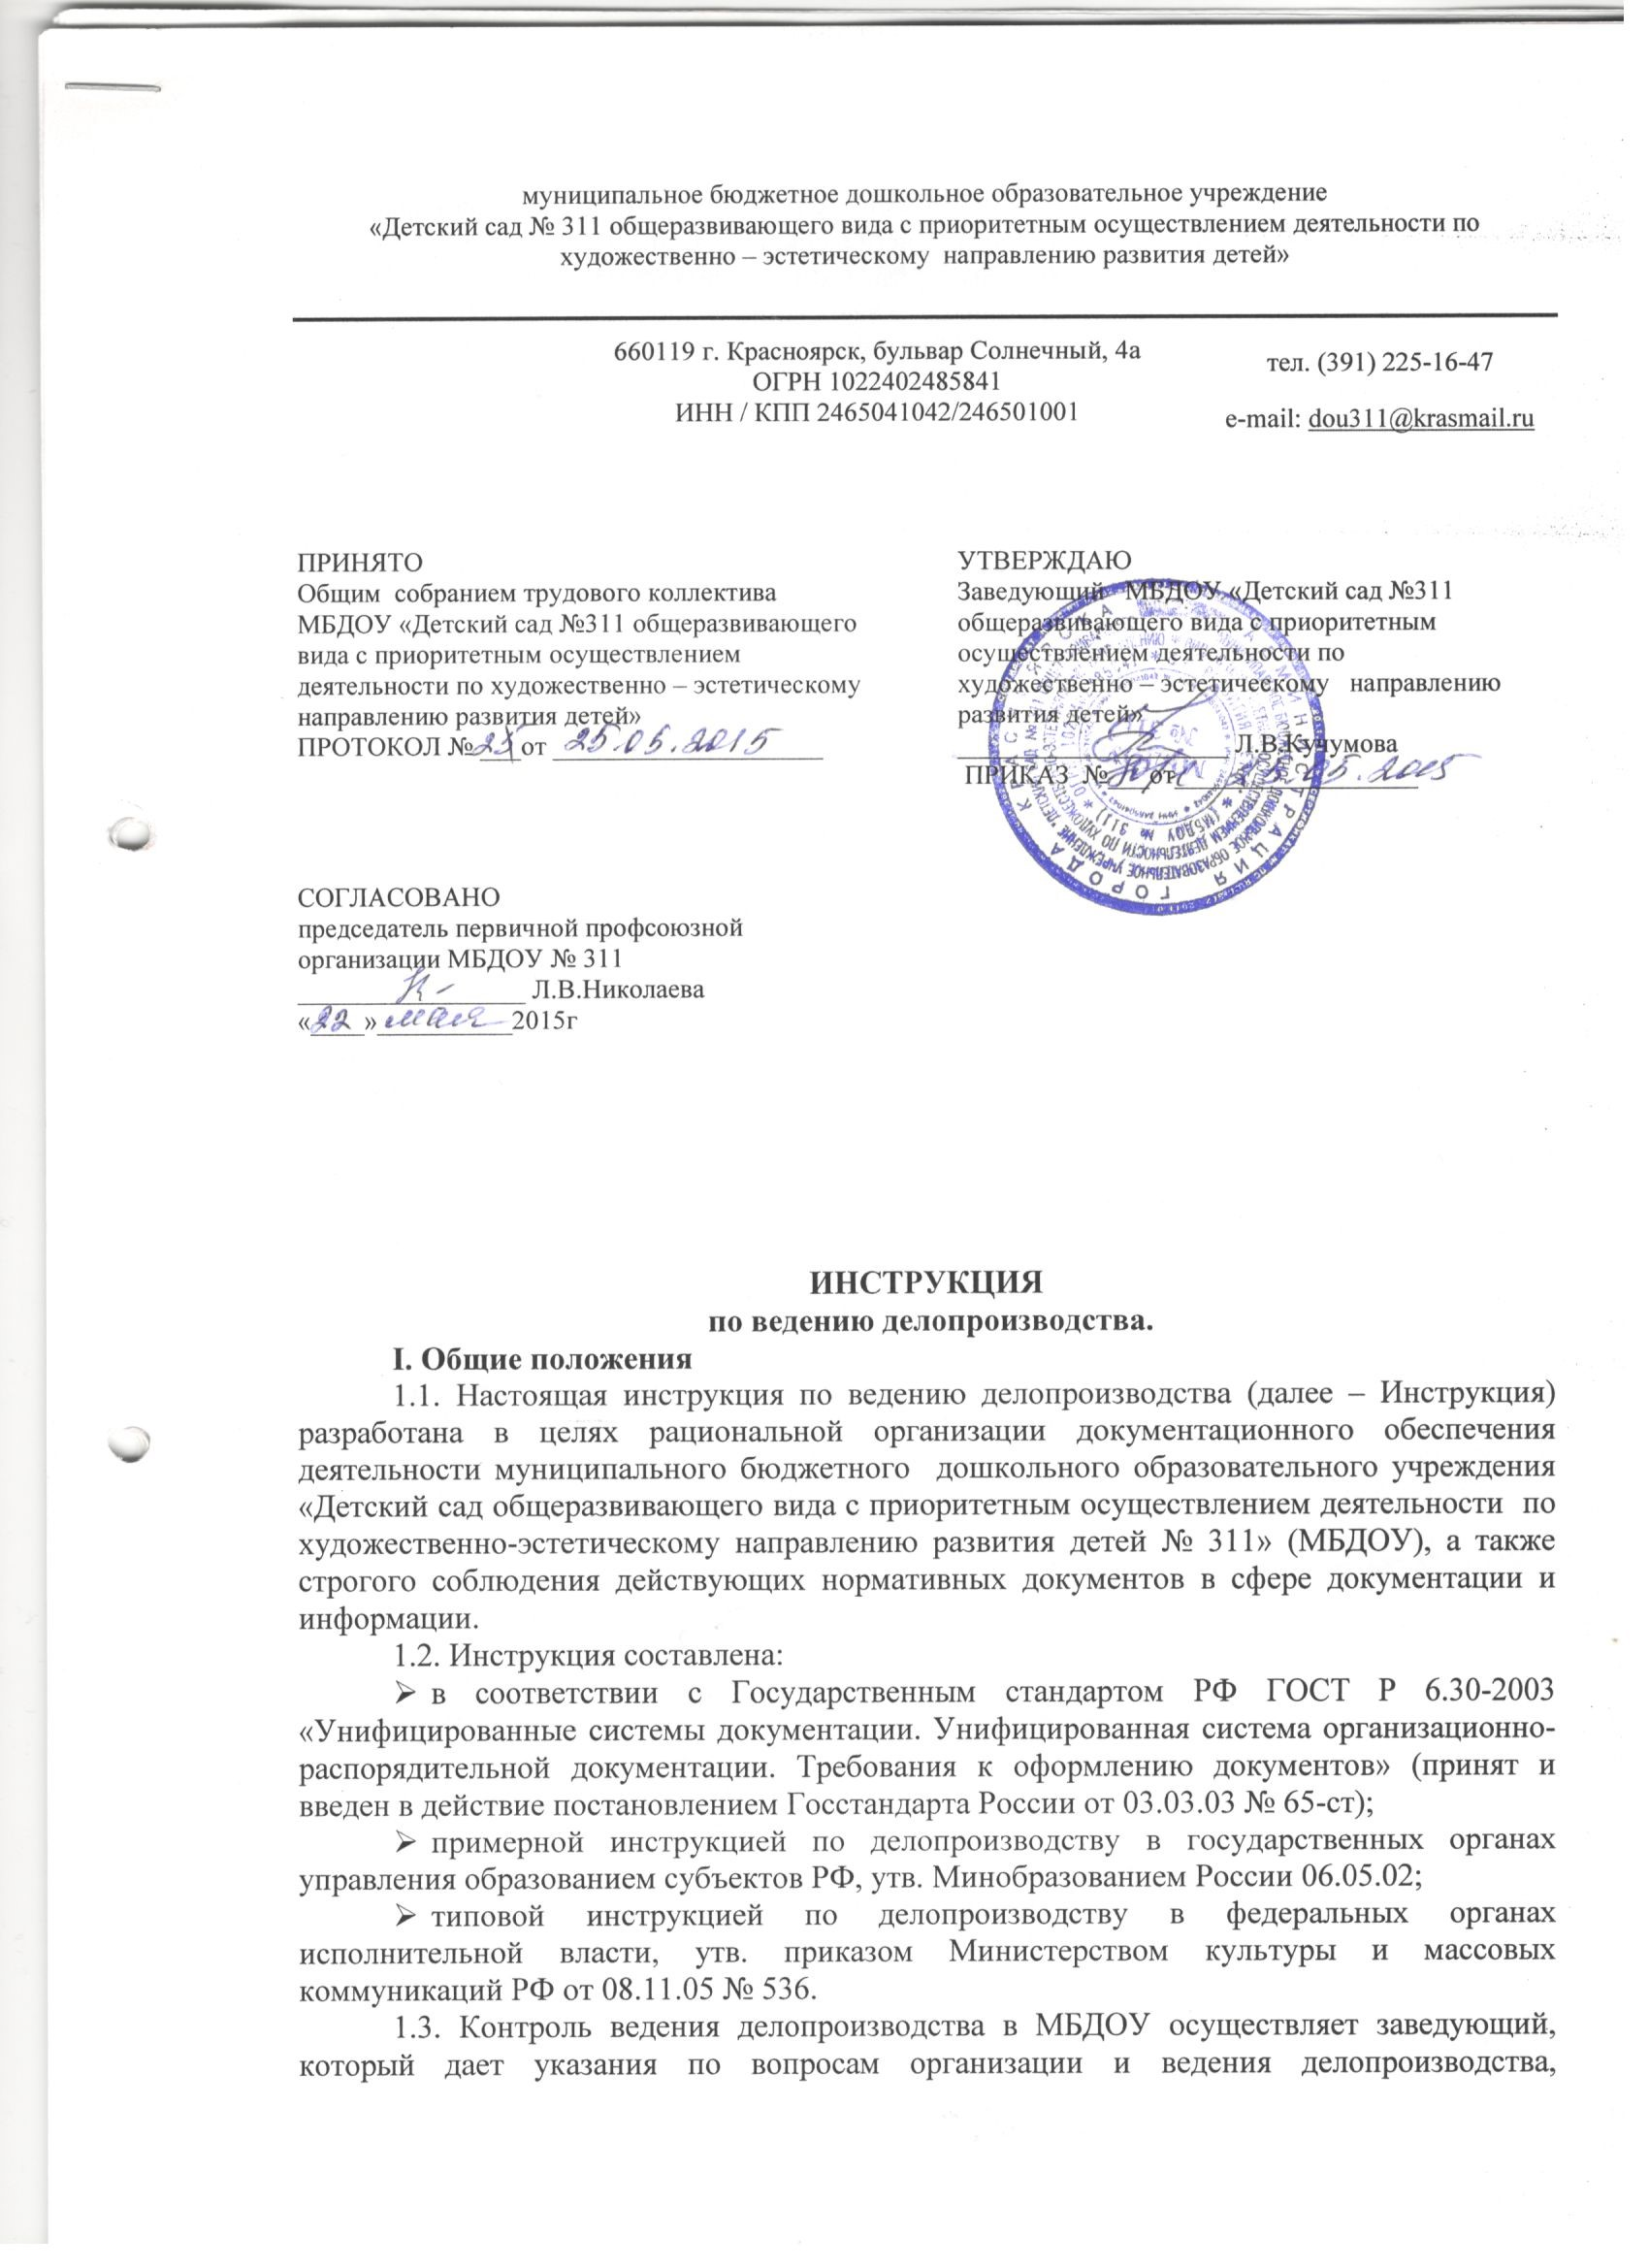 муниципальное бюджетное дошкольное образовательное учреждение
«Детский сад № 311 общеразвивающего вида с приоритетным осуществлением деятельности по
художественно – эстетическому направлению развития детей»
660119 г. Красноярск, бульвар Солнечный, 4а
ОГРН 1022402485841
ИНН / КПП 2465041042/246501001
тел. (391) 225-16-47
e-mail: dou311@krasmail.ru
ПРИНЯТО
Общим собранием трудового коллектива
МБДОУ «Детский сад №311 общеразвивающего
вида с приоритетным осуществлением
деятельности по художественно – эстетическому
направлению развития детей»
ПРОТОКОЛ № от 25.05.2015
УТВЕРЖДАЮ
Заведующий МБДОУ «Детский сад №311
общеразвивающего вида с приоритетным
осуществлением деятельности по
художественно – эстетическому направлению
развития детей»
Л.В.Кучумова
ПРИКАЗ № от .05.2015
АДМИНИСТРАЦИЯ ГОРОДА КРАСНОЯРСКА
(МБДОУ № 311)
СОГЛАСОВАНО
председатель первичной профсоюзной
организации МБДОУ № 311
Л.В.Николаева
«22» мая 2015г
ИНСТРУКЦИЯ
по ведению делопроизводства.
I. Общие положения
1.1. Настоящая инструкция по ведению делопроизводства (далее – Инструкция)
разработана в целях рациональной организации документационного обеспечения
деятельности муниципального бюджетного дошкольного образовательного учреждения
«Детский сад общеразвивающего вида с приоритетным осуществлением деятельности по
художественно-эстетическому направлению развития детей № 311» (МБДОУ), а также
строгого соблюдения действующих нормативных документов в сфере документации и
информации.
1.2. Инструкция составлена:
➢ в соответствии с Государственным стандартом РФ ГОСТ Р 6.30-2003
«Унифицированные системы документации. Унифицированная система организационно-
распорядительной документации. Требования к оформлению документов» (принят и
введен в действие постановлением Госстандарта России от 03.03.03 № 65-ст);
➢ примерной инструкцией по делопроизводству в государственных органах
управления образованием субъектов РФ, утв. Минобразованием России 06.05.02;
➢ типовой инструкцией по делопроизводству в федеральных органах
исполнительной власти, утв. приказом Министерством культуры и массовых
коммуникаций РФ от 08.11.05 № 536.
1.3. Контроль ведения делопроизводства в МБДОУ осуществляет заведующий,
который дает указания по вопросам организации и ведения делопроизводства,